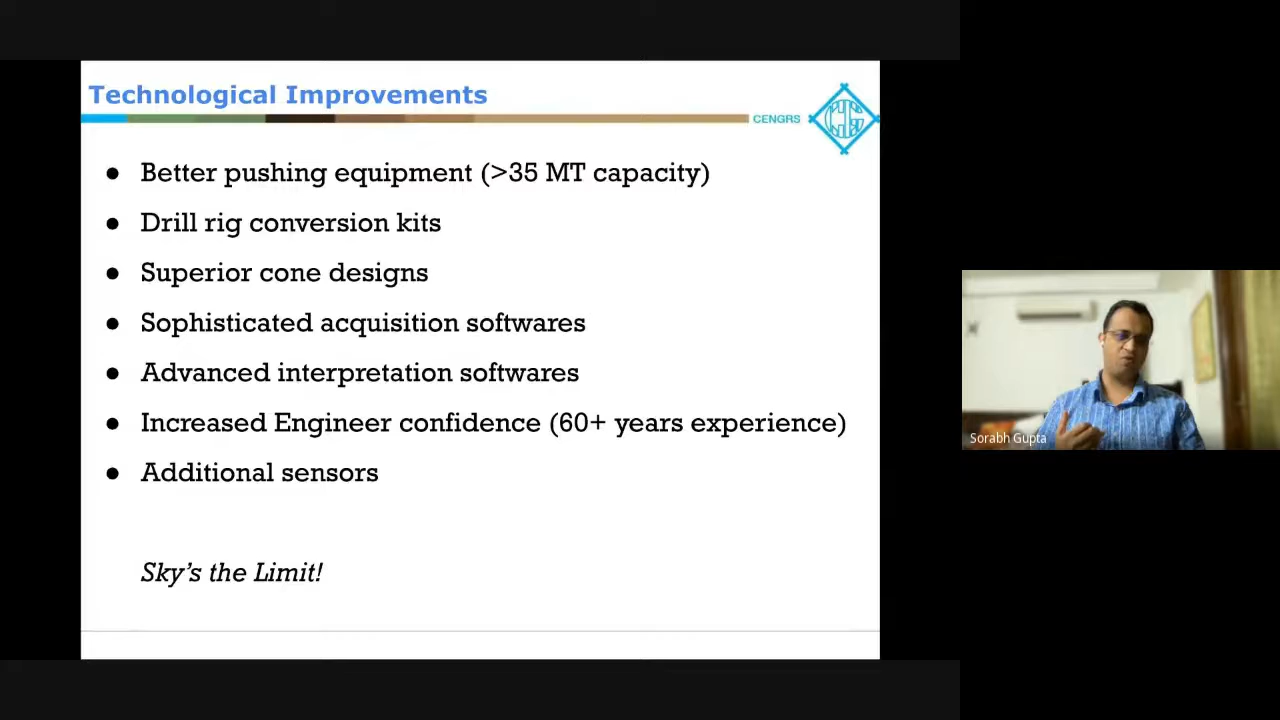 Technological Improvements
CENGRS
● Better pushing equipment (>35 MT capacity)
● Drill rig conversion kits
● Superior cone designs
● Sophisticated acquisition softwares
● Advanced interpretation softwares
● Increased Engineer confidence (60+ years experience)
● Additional sensors
Sky's the Limit!
Sorabh Gupta